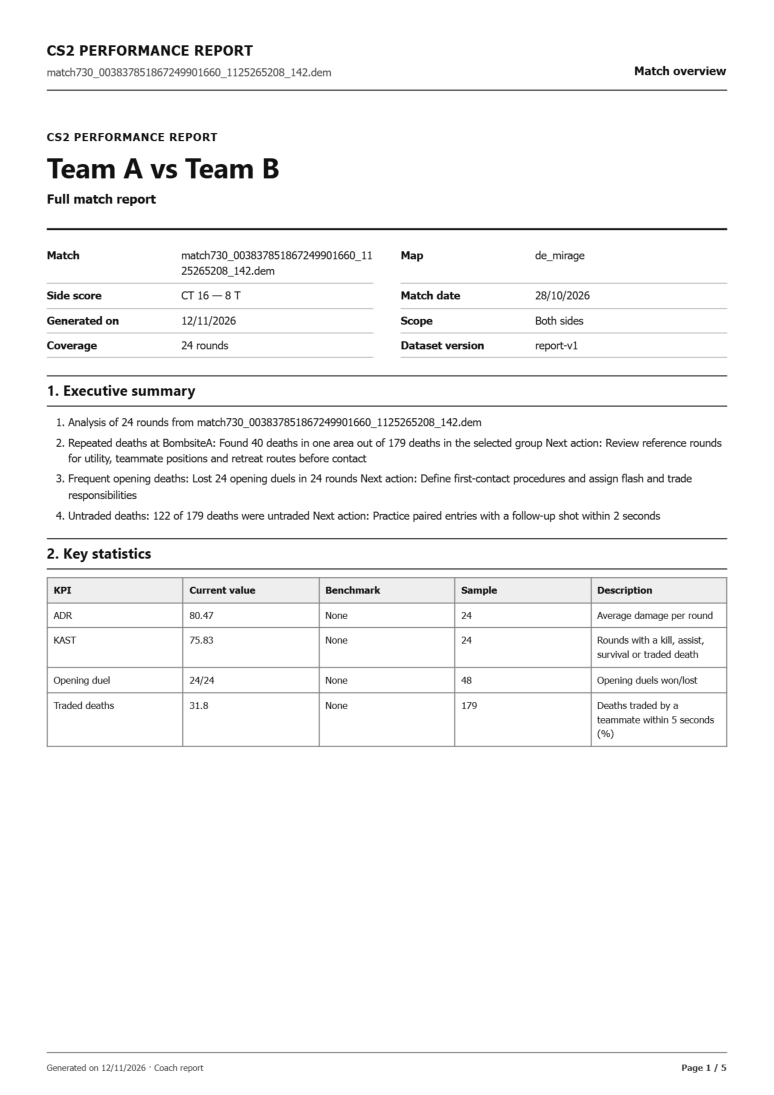 CS2 PERFORMANCE REPORT
match730_003837851867249901660_1125265208_142.dem
Match overview
CS2 PERFORMANCE REPORT
Team A vs Team B
Full match report
Match
match730_003837851867249901660_11
25265208_142.dem
Map
de_mirage
Side score
CT 16 — 8 T
Match date
28/10/2026
Generated on
12/11/2026
Scope
Both sides
Coverage
24 rounds
Dataset version
report-v1
1. Executive summary
1. Analysis of 24 rounds from match730_003837851867249901660_1125265208_142.dem
2. Repeated deaths at BombsiteA: Found 40 deaths in one area out of 179 deaths in the selected group Next action: Review reference rounds
for utility, teammate positions and retreat routes before contact
3. Frequent opening deaths: Lost 24 opening duels in 24 rounds Next action: Define first-contact procedures and assign flash and trade
responsibilities
4. Untraded deaths: 122 of 179 deaths were untraded Next action: Practice paired entries with a follow-up shot within 2 seconds
2. Key statistics
KPI Current value Benchmark Sample Description
ADR 80.47 None 24 Average damage per round
KAST 75.83 None 24 Rounds with a kill, assist,
survival or traded death
Opening duel 24/24 None 48 Opening duels won/lost
Traded deaths 31.8 None 179 Deaths traded by a
teammate within 5 seconds
(%)
Generated on 12/11/2026 · Coach report
Page 1 / 5